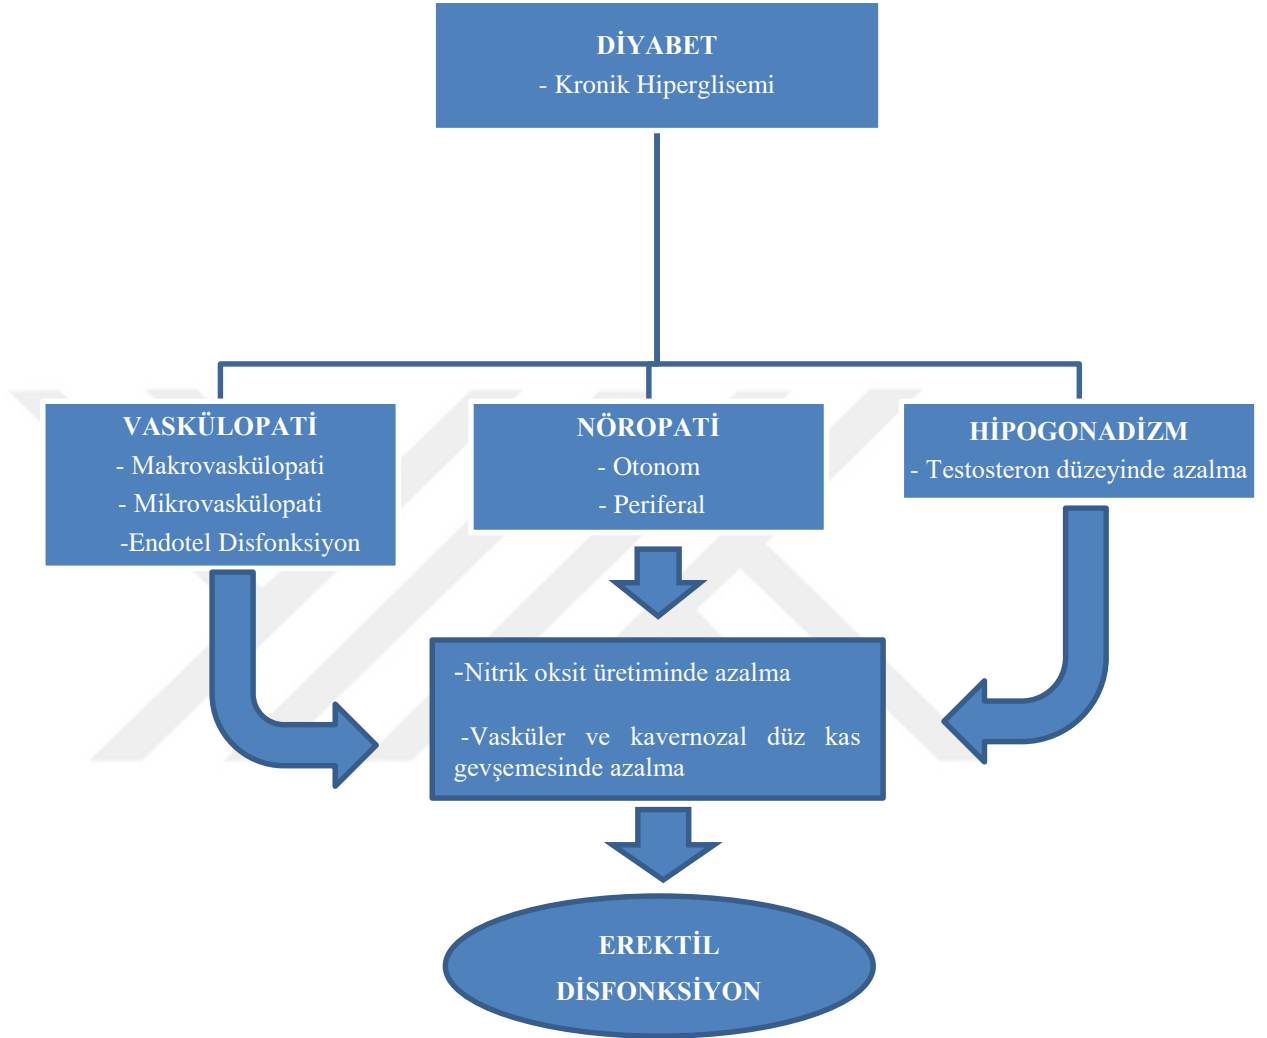 DİYABET
- Kronik Hiperglisemi
VASKÜLOPATİ
- Makrovaskülopati
- Mikrovaskülopati
-Endotel Disfonksiyon
NÖROPATİ
- Otonom
- Periferal
HİPOGONADİZM
- Testosteron düzeyinde azalma
-Nitrik oksit üretiminde azalma
-Vasküler ve kavernozal düz kas
gevşemesinde azalma
EREKTİL
DİSFONKSİYON